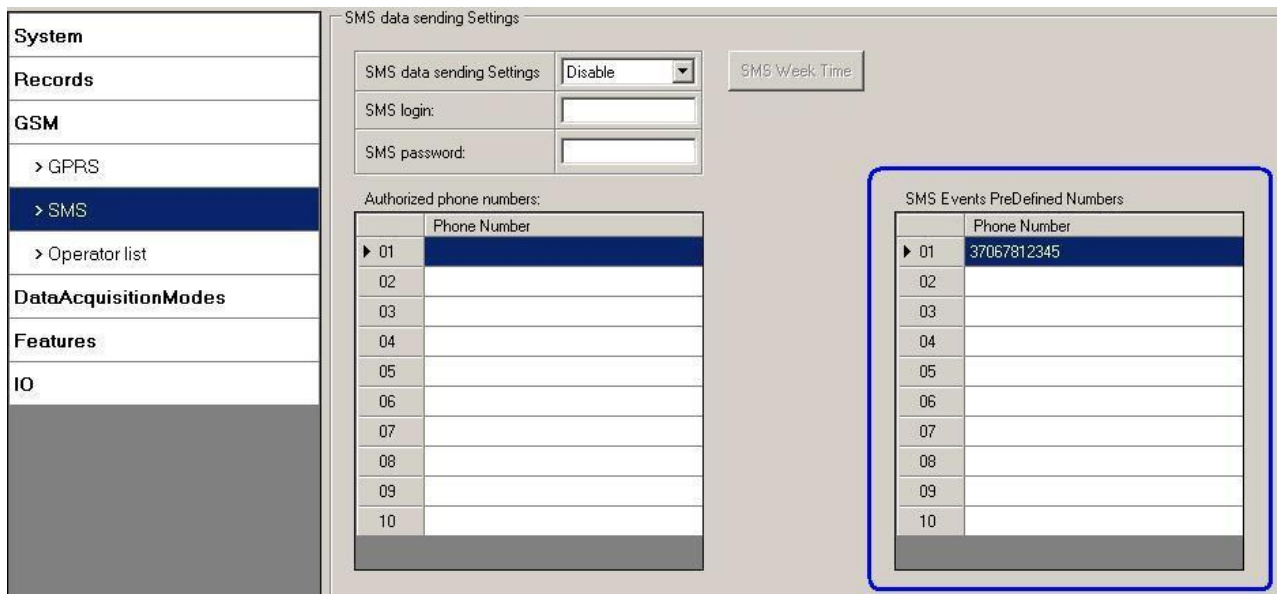 System
Records
GSM
> GPRS
> SMS
> Operator list
DataAcquisitionModes
Features
IO
SMS data sending Settings
SMS data sending Settings Disable
SMS Week Time
SMS login:
SMS password:
Authorized phone numbers:
Phone Number
01
02
03
04
05
06
07
08
09
10
SMS Events PreDefined Numbers
Phone Number
01 37067812345
02
03
04
05
06
07
08
09
10